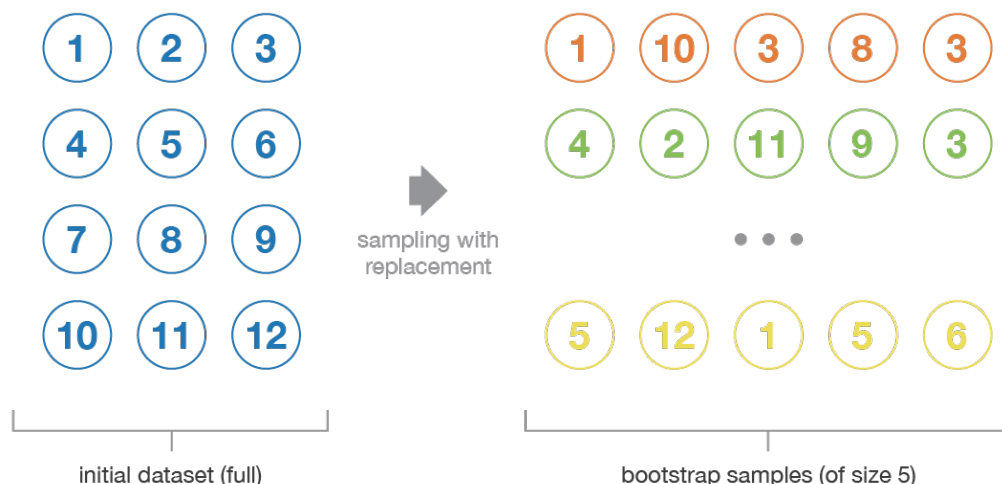 1 2 3
4 5 6
7 8 9
10 11 12
initial dataset (full)
sampling with
replacement
1 10 3 8 3
4 2 11 9 3
5 12 1 5 6
bootstrap samples (of size 5)